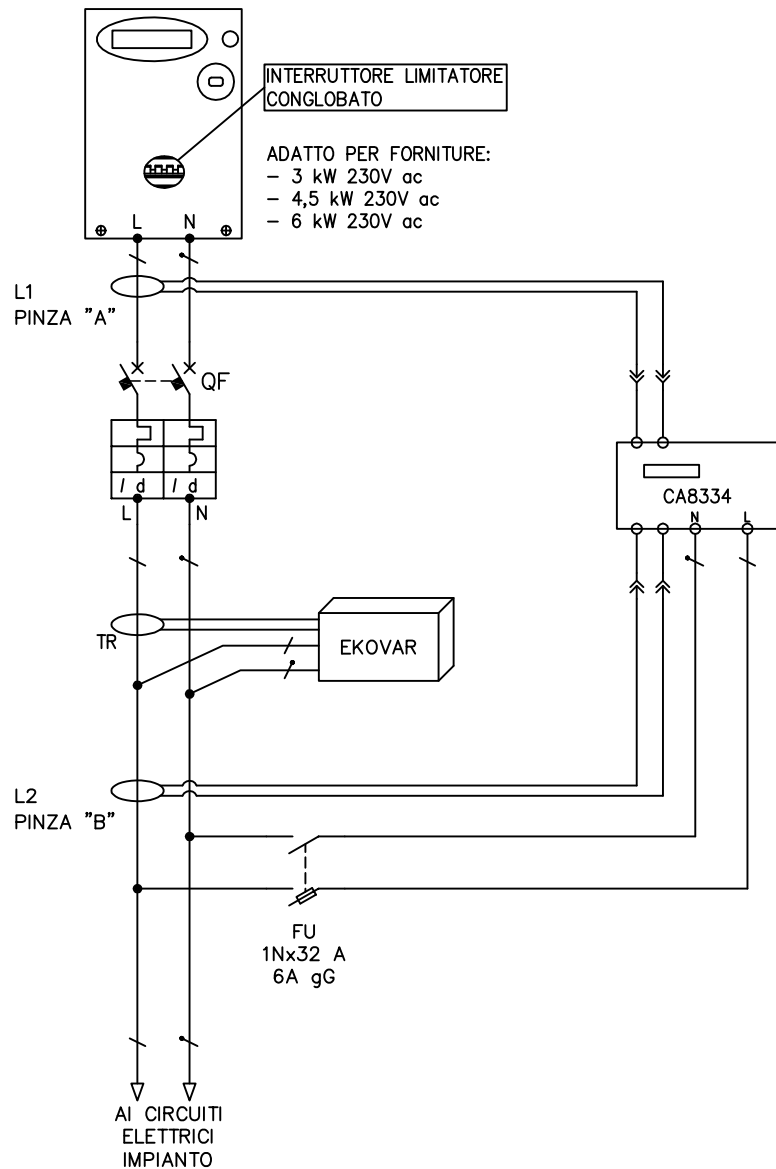 INTERRUTTORE LIMITATORE
CONGLOBATO
ADATTO PER FORNITURE:
- 3 kW 230V ac
- 4,5 kW 230V ac
- 6 kW 230V ac
L N
L1
PINZA "A"
QF
I d I d
L N
CA8334
N L
TR
EKOVAR
L2
PINZA "B"
FU
1Nx32 A
6A gG
AI CIRCUITI
ELETTRICI
IMPIANTO